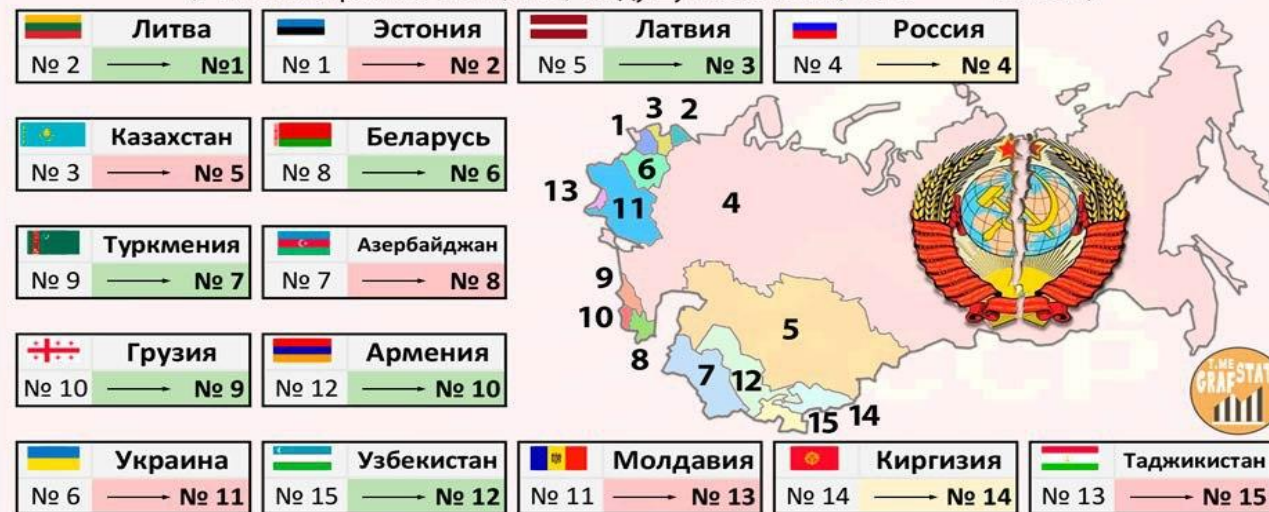 Литва
№ 2 → №1
Эстония
№ 1 → № 2
Латвия
№ 5 → № 3
Россия
№ 4 → № 4
Казахстан
№ 3 → № 5
Беларусь
№ 8 → № 6
Туркмения
№ 9 → № 7
Азербайджан
№ 7 → № 8
Грузия
№ 10 → № 9
Армения
№ 12 → № 10
Украина
№ 6 → № 11
Узбекистан
№ 15 → № 12
Молдавия
№ 11 → № 13
Киргизия
№ 14 → № 14
Таджикистан
№ 13 → № 15
1
3
2
6
13
11
4
9
10
8
5
7
12
14
15
T.ME
GRAFSTAT